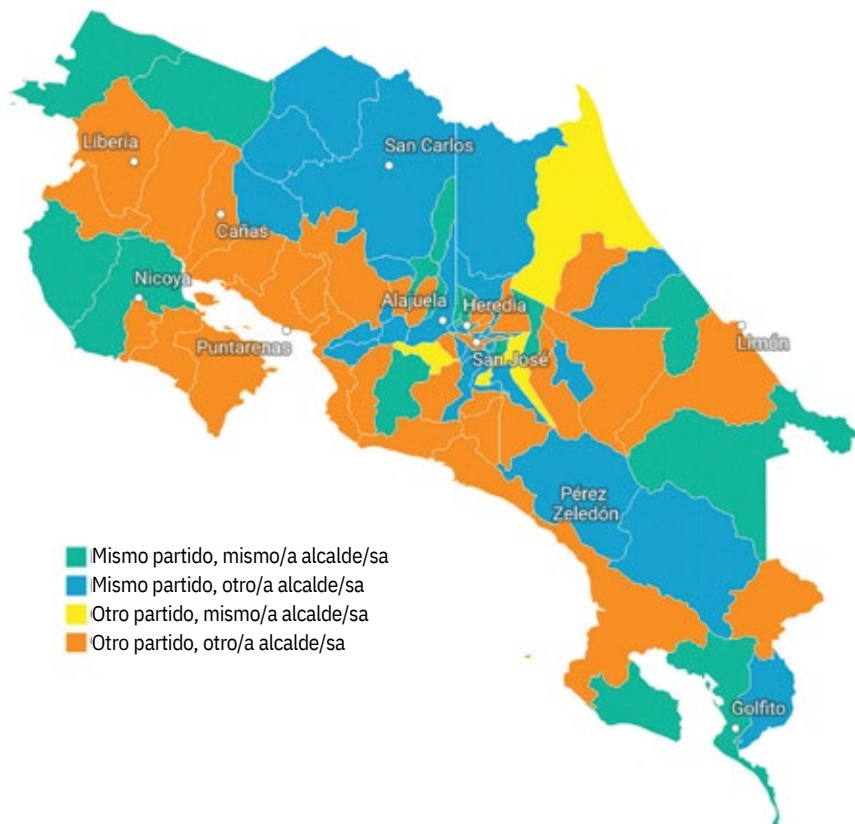 Liberia
San Carlos
Cañas
Nicoya
Alajuela
Heredia
Puntarenas
San José
Limón
Pérez
Zeledón
Mismo partido, mismo/a alcalde/sa
Mismo partido, otro/a alcalde/sa
Otro partido, mismo/a alcalde/sa
Otro partido, otro/a alcalde/sa
Golfito